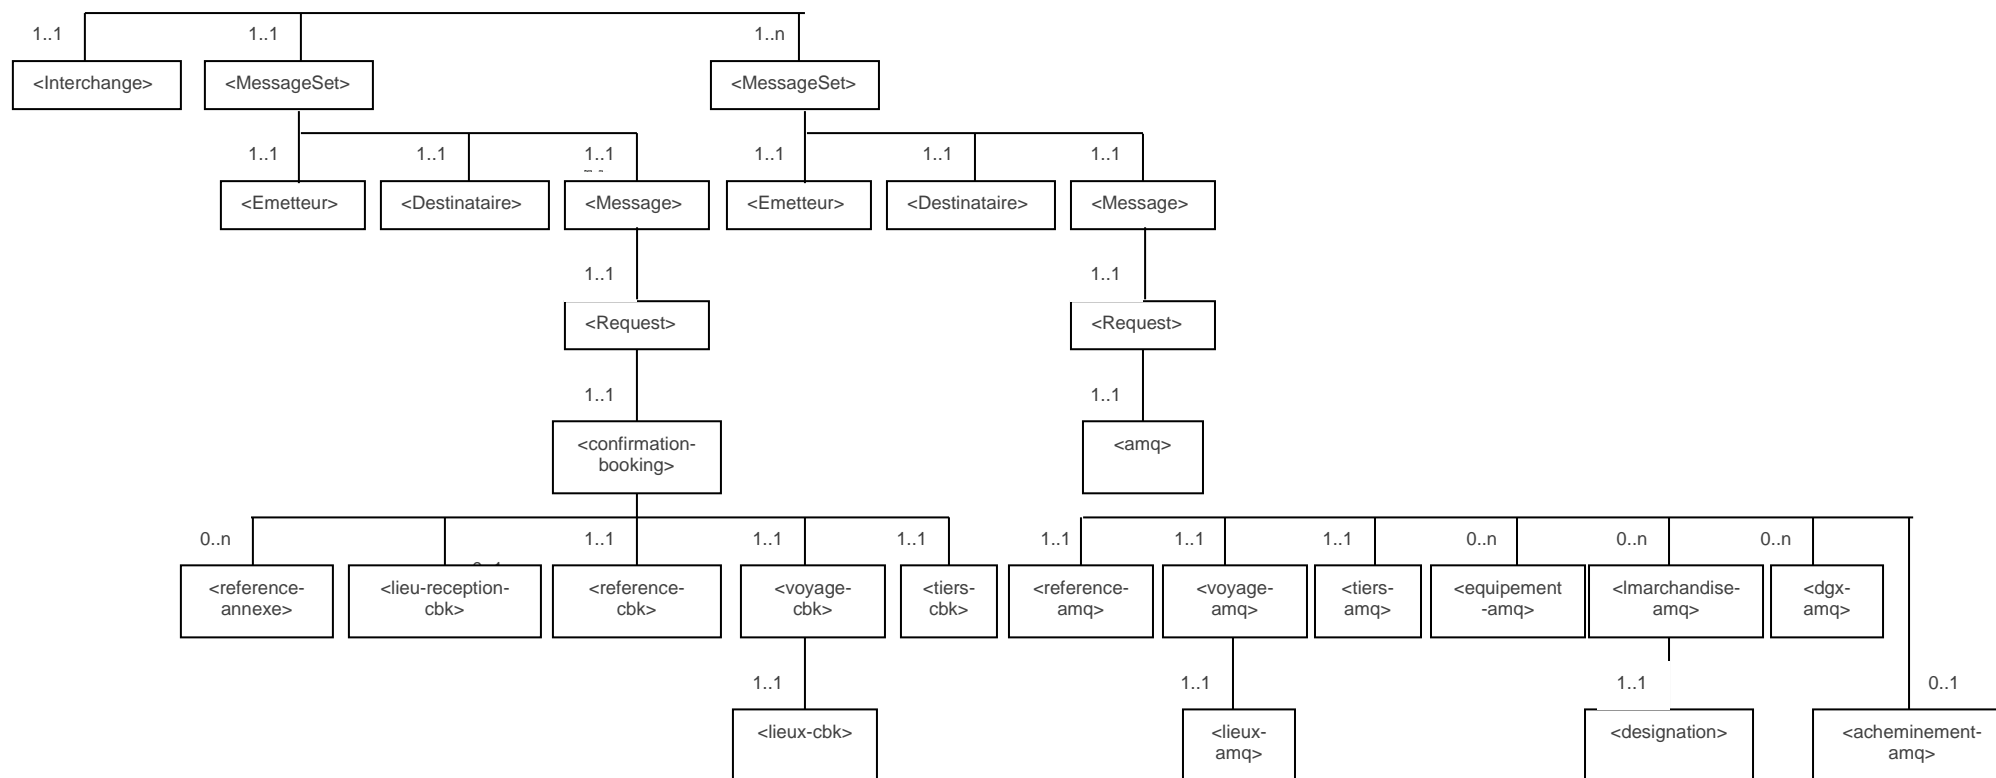 1..1 1..1 1..n
<Interchange> <MessageSet> <MessageSet>
1..1 1..1 1..1 1..1 1..1 1..1
<Emetteur> <Destinataire> <Message> <Emetteur> <Destinataire> <Message>
1..1 1..1
<Request> <Request>
1..1 1..1
<confirmation- <amq>
booking>
0..n 1..1 1..1 1..1 1..1 1..1 1..1 0..n 0..n 0..n
<reference- <lieu-reception- <reference- <voyage- <tiers- <reference- <voyage- <tiers- <equipement <lmarchandise- <dgx-
annexe> cbk> cbk> cbk> cbk> amq> amq> amq> -amq> amq> amq>
1..1 1..1 1..1 0..1
<lieux-cbk> <lieux- <designation> <acheminement-
amq> amq>